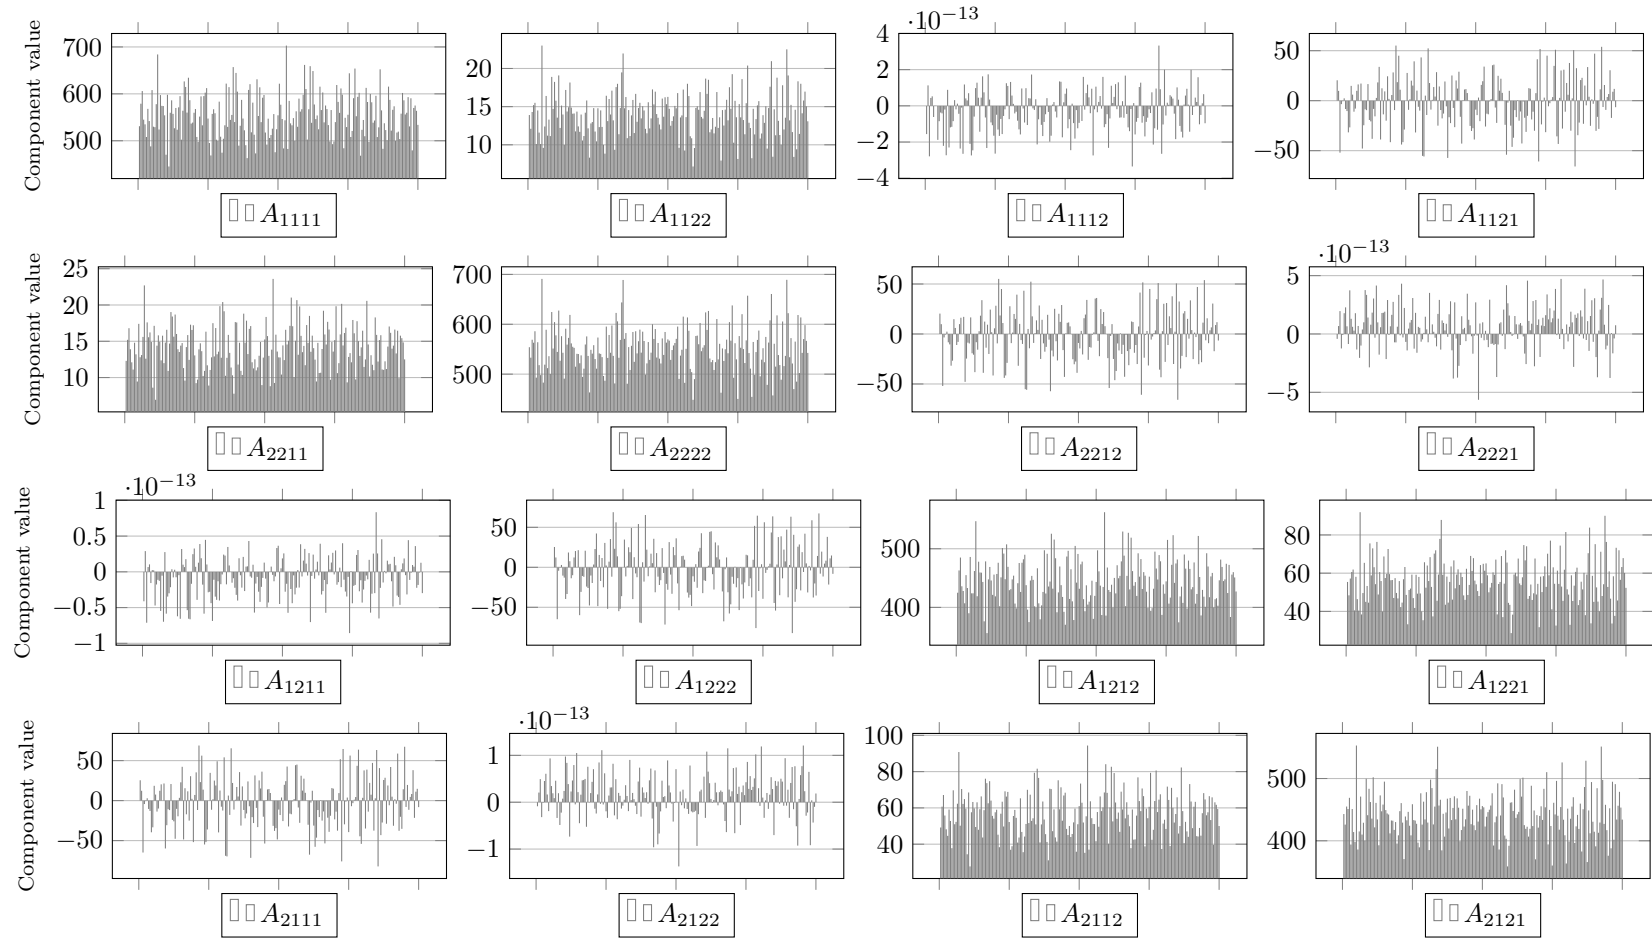 ·10⁻¹³
Component value
700
600
500
20
15
10
4
2
0
−2
−4
50
0
−50
A₁₁₁₁
A₁₁₂₂
A₁₁₁₂
A₁₁₂₁
·10⁻¹³
Component value
25
20
15
10
700
600
500
50
0
−50
5
0
−5
A₂₂₁₁
A₂₂₂₂
A₂₂₁₂
A₂₂₂₁
·10⁻¹³
Component value
1
0.5
0
−0.5
−1
50
0
−50
500
400
80
60
40
A₁₂₁₁
A₁₂₂₂
A₁₂₁₂
A₁₂₂₁
·10⁻¹³
Component value
50
0
−50
1
0
−1
100
80
60
40
500
400
A₂₁₁₁
A₂₁₂₂
A₂₁₁₂
A₂₁₂₁